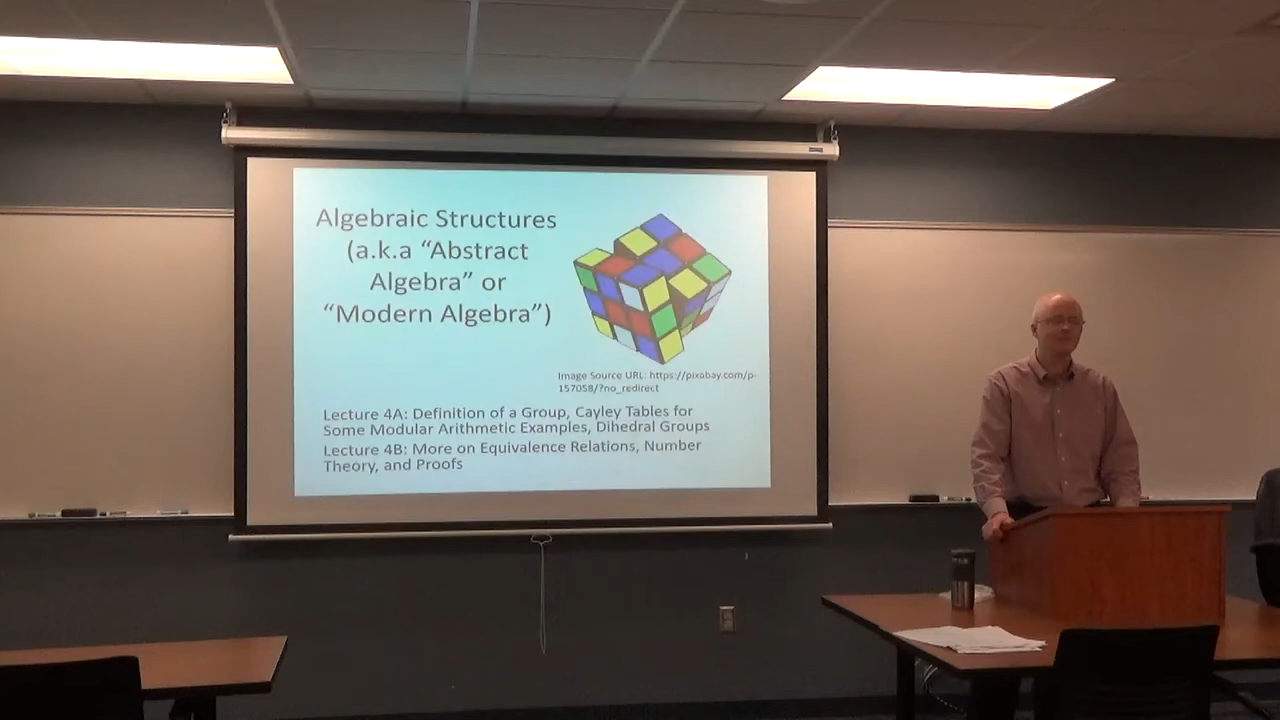 Algebraic Structures
(a.k.a “Abstract
Algebra” or
“Modern Algebra”)
Image Source URL: https://pixabay.com/p-
157058/?no_redirect
Lecture 4A: Definition of a Group, Cayley Tables for
Some Modular Arithmetic Examples, Dihedral Groups
Lecture 4B: More on Equivalence Relations, Number
Theory, and Proofs